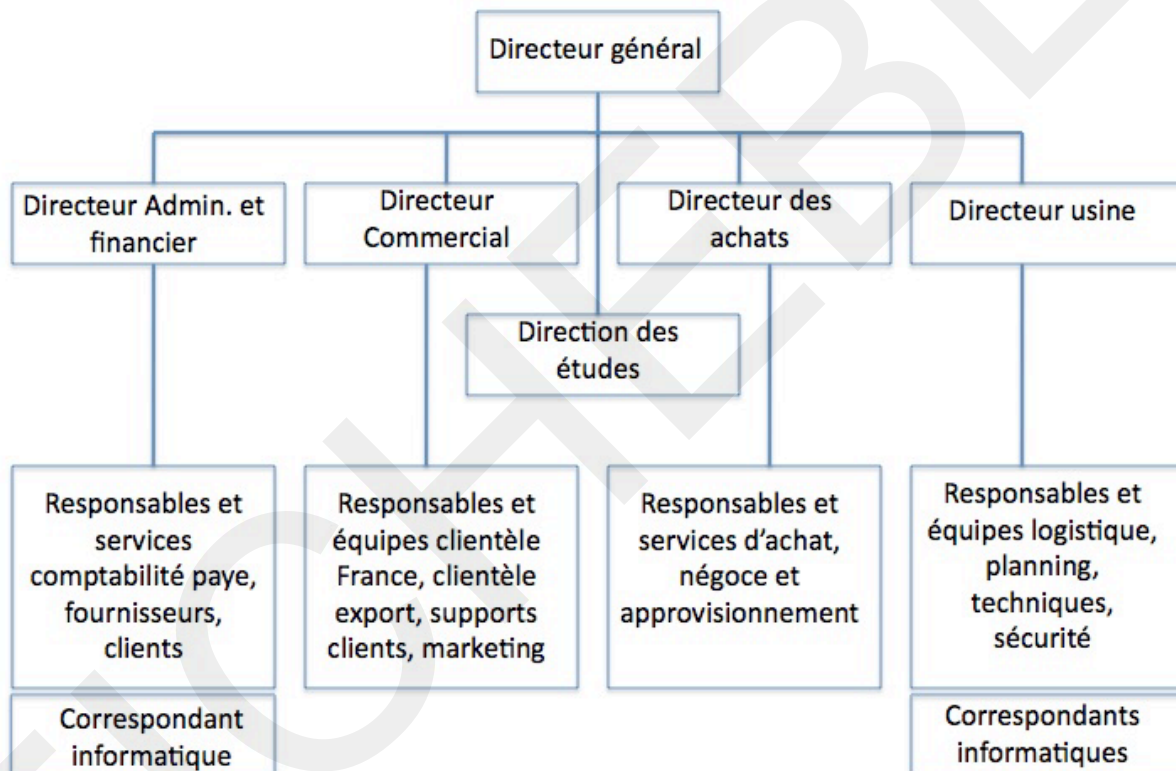 Directeur général
Directeur Admin. et
financier
Directeur
Commercial
Directeur des
achats
Directeur usine
Direction des
études
Responsables et
services
comptabilité paye,
fournisseurs,
clients
Responsables et
équipes clientèle
France, clientèle
export, supports
clients, marketing
Responsables et
services d'achat,
négoce et
approvisionnement
Responsables et
équipes logistique,
planning,
techniques,
sécurité
Correspondant
informatique
Correspondants
informatiques